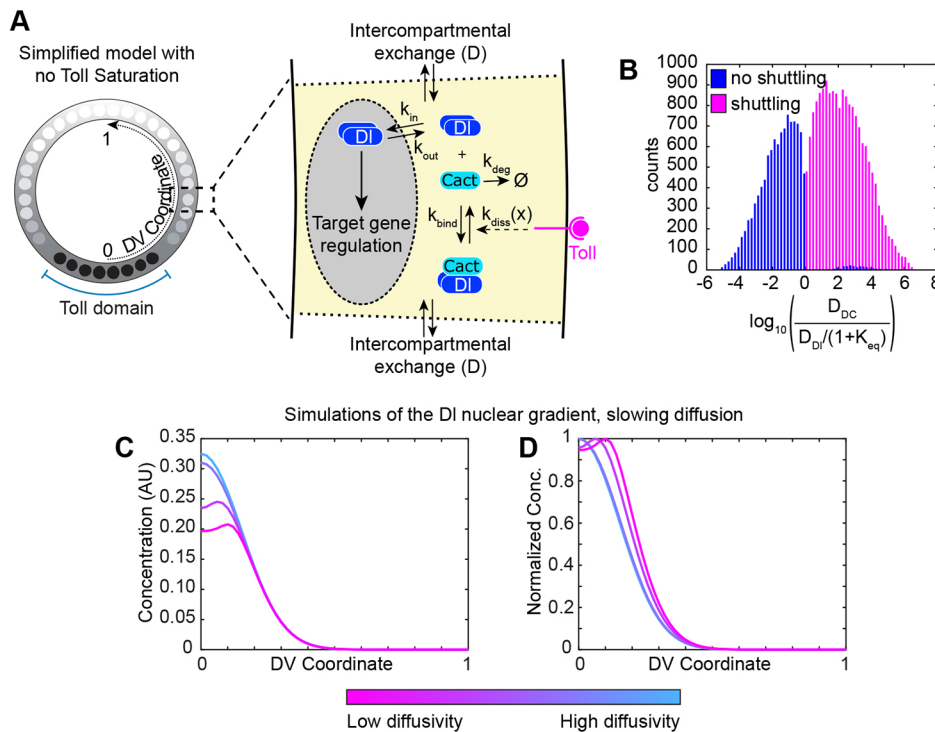 A
Simplified model with
no Toll Saturation
1
DV Coordinate
0
Toll domain
Intercompartmental
exchange (D)
k_in
Dl
Dl
k_out
+
k_deg
Cact
Ø
Target gene
regulation
k_bind
k_diss(x)
Toll
Cact
Dl
Intercompartmental
exchange (D)
B
no shuttling
shuttling
counts
1000
900
800
700
600
500
400
300
200
100
0
-6 -4 -2 0 2 4 6 8
log₁₀(D_DC / D_Dl/(1+K_eq))
Simulations of the Dl nuclear gradient, slowing diffusion
C
Concentration (AU)
0.35
0.30
0.25
0.20
0.15
0.10
0.05
0
0 DV Coordinate 1
D
Normalized Conc.
1
0.8
0.6
0.4
0.2
0
0 DV Coordinate 1
Low diffusivity High diffusivity